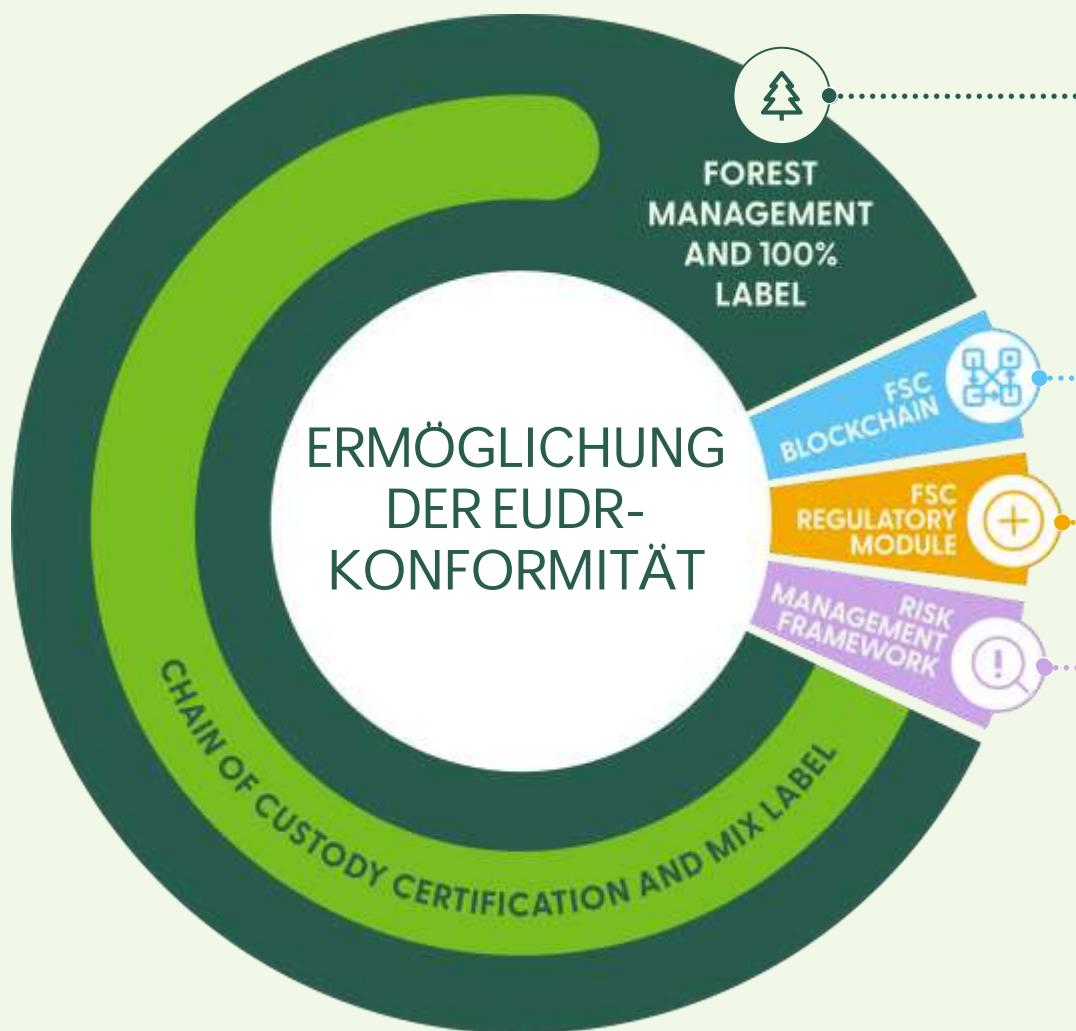 FOREST
MANAGEMENT
AND 100%
LABEL
FSC
BLOCKCHAIN
FSC
REGULATORY
MODULE
RISK
MANAGEMENT
FRAMEWORK
ERMÖGLICHUNG
DER EUDR-
KONFORMITÄT
CHAIN OF CUSTODY CERTIFICATION AND MIX LABEL